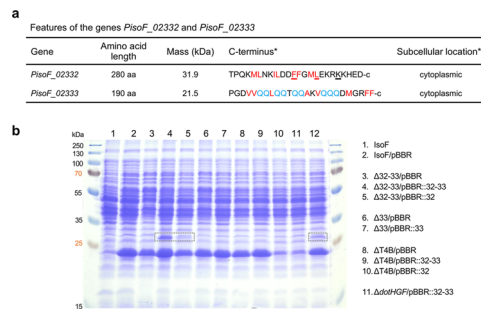 a
Features of the genes PisoF_02332 and PisoF_02333
Gene Amino acid length Mass (kDa) C-terminus* Subcellular location*
PisoF_02332 280 aa 31.9 TPQKMLNKILDDFFGMLEKRKKHED-c cytoplasmic
PisoF_02333 190 aa 21.5 PGDVVQQLQQTQQAKVQQQDMGRFF-c cytoplasmic
b
kDa 1 2 3 4 5 6 7 8 9 10 11 12
250
130
100
70
55
35
25
15
1. IsoF
2. IsoF/pBBR
3. Δ32-33/pBBR
4. Δ32-33/pBBR::32-33
5. Δ32-33/pBBR::32
6. Δ33/pBBR
7. Δ33/pBBR::33
8. ΔT4B/pBBR
9. ΔT4B/pBBR::32-33
10. ΔT4B/pBBR::32
11. ΔdotHGF/pBBR::32-33